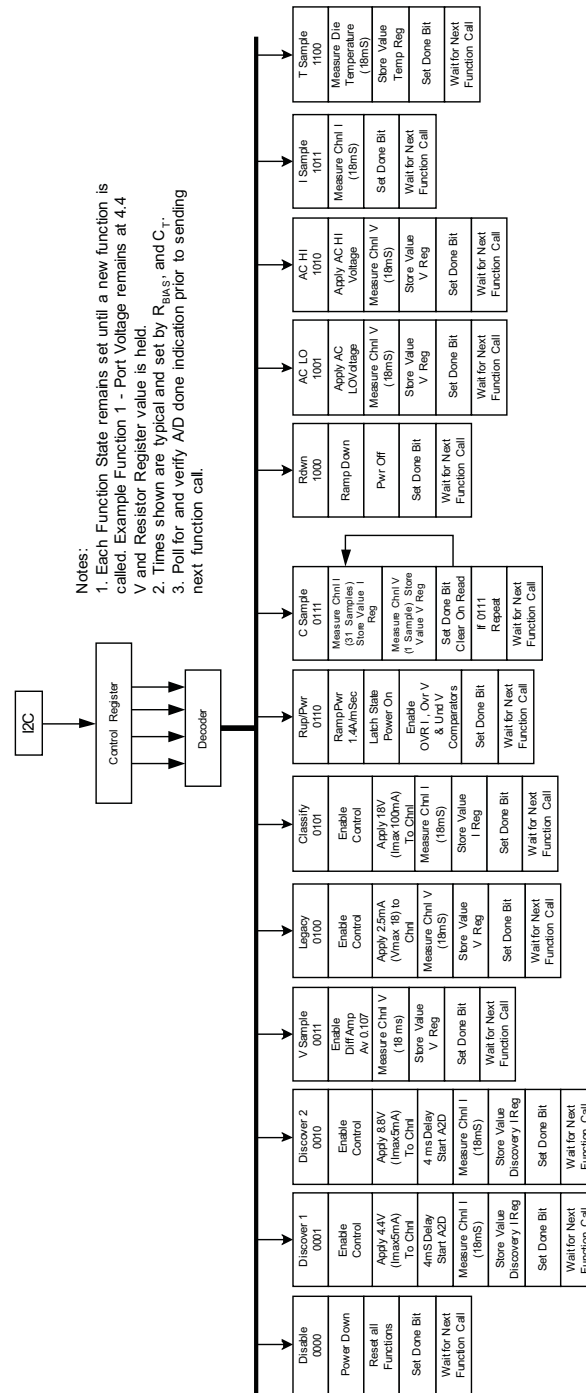 I2C
Control Register
Decoder
Notes:
1. Each Function State remains set until a new function is
called. Example Function 1 - Port Voltage remains at 4.4
V and Resistor Register value is held.
2. Times shown are typical and set by RBIAS, and CT.
3. Poll for and verify A/D done indication prior to sending
next function call.
Disable
0000
Power Down
Reset all
Functions
Set Done Bit
Wait for Next
Function Call
Discover 1
0001
Enable
Control
Apply 4.4V
(Imax5mA)
To Chnl
4mS Delay
Start A2D
Measure Chnl I
(18mS)
Store Value
Discovery I Reg
Set Done Bit
Wait for Next
Function Call
Discover 2
0010
Enable
Control
Apply 8.8V
(Imax5mA)
To Chnl
4 ms Delay
Start A2D
Measure Chnl I
(18mS)
Store Value
Discovery I Reg
Set Done Bit
Wait for Next
Function Call
V Sample
0011
Enable
Diff Amp
Av 0.107
Measure Chnl V
(18 ms)
Store Value
V Reg
Set Done Bit
Wait for Next
Function Call
Legacy
0100
Enable
Control
Apply 2.5mA
(Vmax 18) to
Chnl
Measure Chnl V
(18mS)
Store Value
V Reg
Set Done Bit
Wait for Next
Function Call
Classify
0101
Enable
Control
Apply 18V
(Imax100mA)
To Chnl
Measure Chnl I
(18mS)
Store Value
I Reg
Set Done Bit
Wait for Next
Function Call
Rup/Pwr
0110
Ramp Pwr
1.4A/mSec
Latch State
Power On
Enable
OVR I , Ovr V
& Und V
Comparators
Set Done Bit
Wait for Next
Function Call
C Sample
0111
Measure Chnl I
(31 Samples)
Store Value I
Reg
Measure Chnl V
(1 Sample) Store
Value V Reg
Set Done Bit
Clear On Read
If 0111
Repeat
Wait for Next
Function Call
Rdwn
1000
Ramp Down
Pwr Off
Set Done Bit
Wait for Next
Function Call
AC LO
1001
Apply AC
LOVoltage
Measure Chnl V
(18mS)
Store Value
V Reg
Set Done Bit
Wait for Next
Function Call
AC HI
1010
Apply AC HI
Voltage
Measure Chnl V
(18mS)
Store Value
V Reg
Set Done Bit
Wait for Next
Function Call
I Sample
1011
Measure Chnl I
(18mS)
Set Done Bit
Wait for Next
Function Call
T Sample
1100
Measure Die
Temperature
(18mS)
Store Value
Temp Reg
Set Done Bit
Wait for Next
Function Call